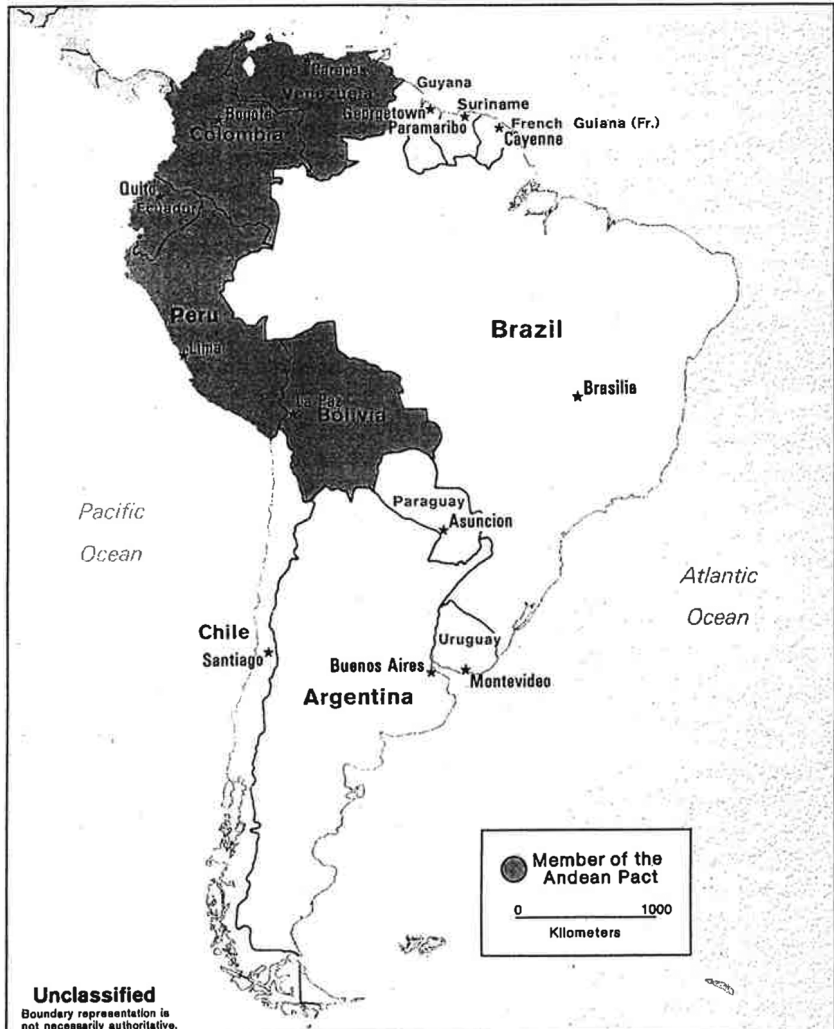 Caracas
Venezuela
Guyana
Georgetown
Suriname
Paramaribo
French Guiana (Fr.)
Cayenne
Bogota
Colombia
Quito
Ecuador
Peru
Lima
Brazil
Brasilia
La Paz
Bolivia
Paraguay
Asuncion
Pacific
Ocean
Atlantic
Ocean
Chile
Santiago
Uruguay
Buenos Aires
Montevideo
Argentina
Member of the
Andean Pact
0 1000
Kilometers
Unclassified
Boundary representation is
not necessarily authoritative.